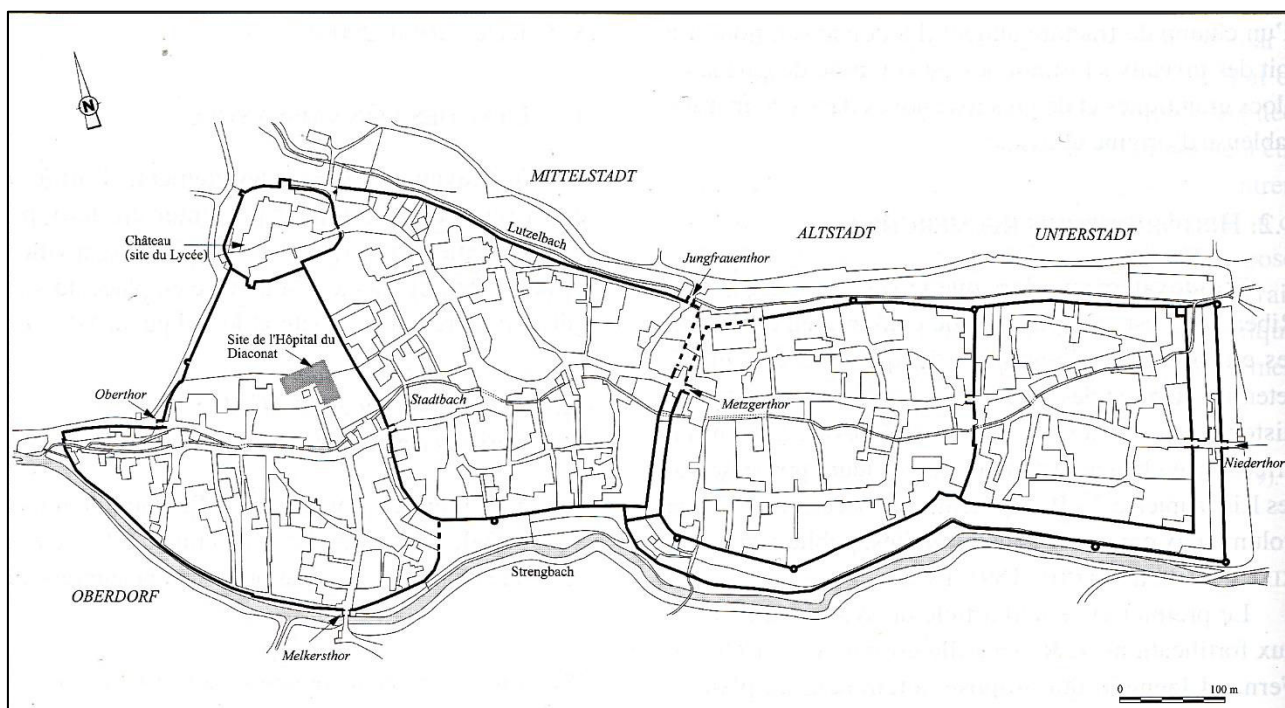 N
MITTELSTADT
ALTSTADT
UNTERSTADT
Château
(site du Lycée)
Lutzelbach
Jungfrauenthor
Site de l'Hôpital du
Diaconat
Oberthor
Stadtbach
Metzgerthor
Niederthor
Strengbach
OBERDORF
Melkersthor
0 100 m